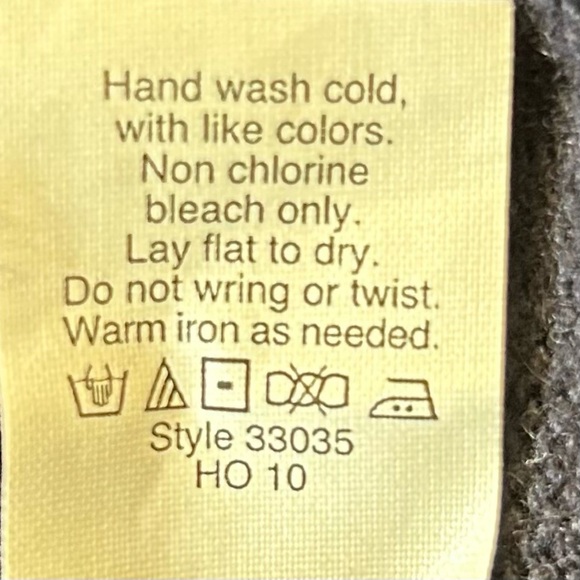 Hand wash cold,
with like colors.
Non chlorine
bleach only.
Lay flat to dry.
Do not wring or twist.
Warm iron as needed.
Style 33035
HO 10